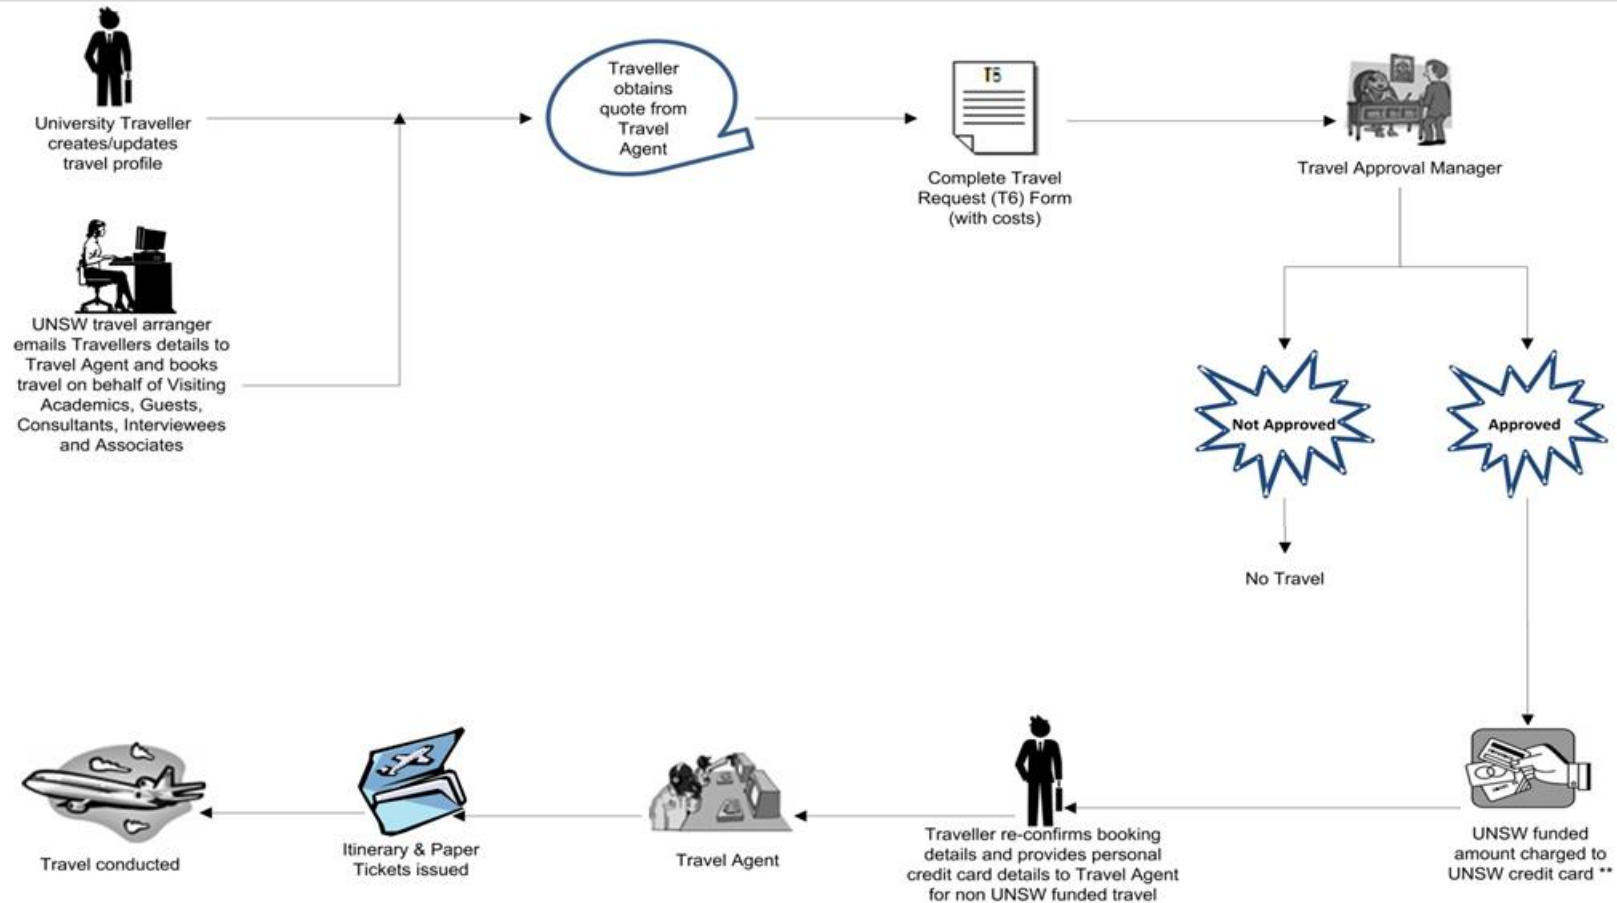 University Traveller
creates/updates
travel profile
UNSW travel arranger
emails Travellers details to
Travel Agent and books
travel on behalf of Visiting
Academics, Guests,
Consultants, Interviewees
and Associates
Traveller
obtains
quote from
Travel
Agent
T6
Complete Travel
Request (T6) Form
(with costs)
Travel Approval Manager
Not Approved
Approved
No Travel
UNSW funded
amount charged to
UNSW credit card **
Traveller re-confirms booking
details and provides personal
credit card details to Travel Agent
for non UNSW funded travel
Travel Agent
Itinerary & Paper
Tickets issued
Travel conducted